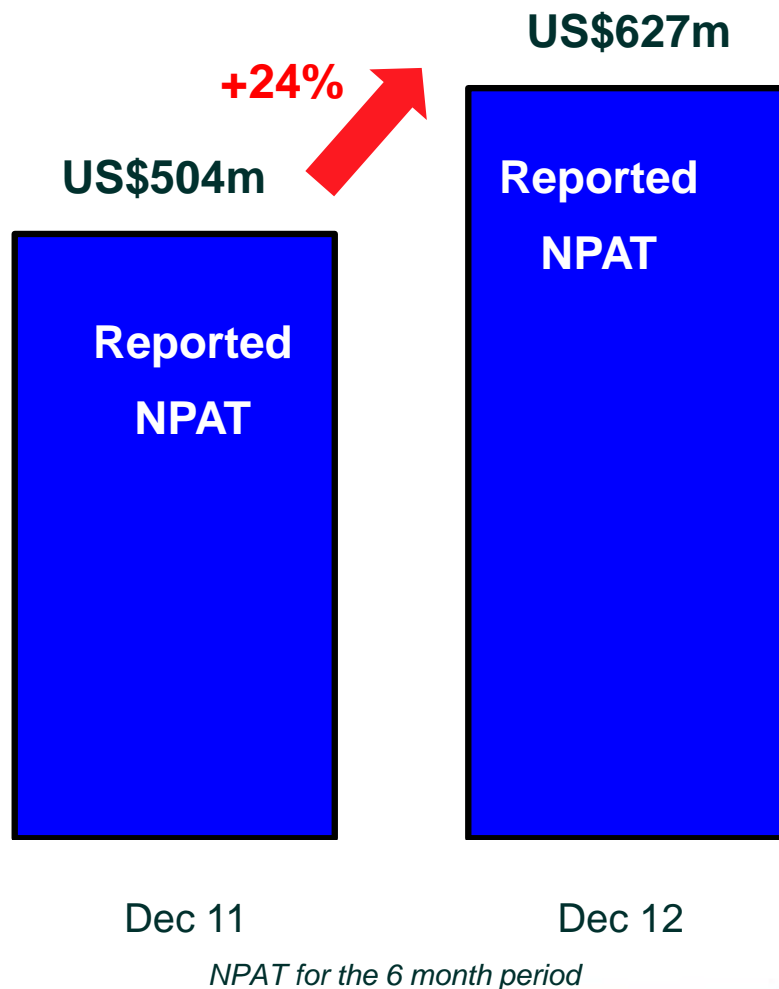 US$627m
+24%
US$504m
Reported
NPAT
Reported
NPAT
Dec 11
Dec 12
NPAT for the 6 month period